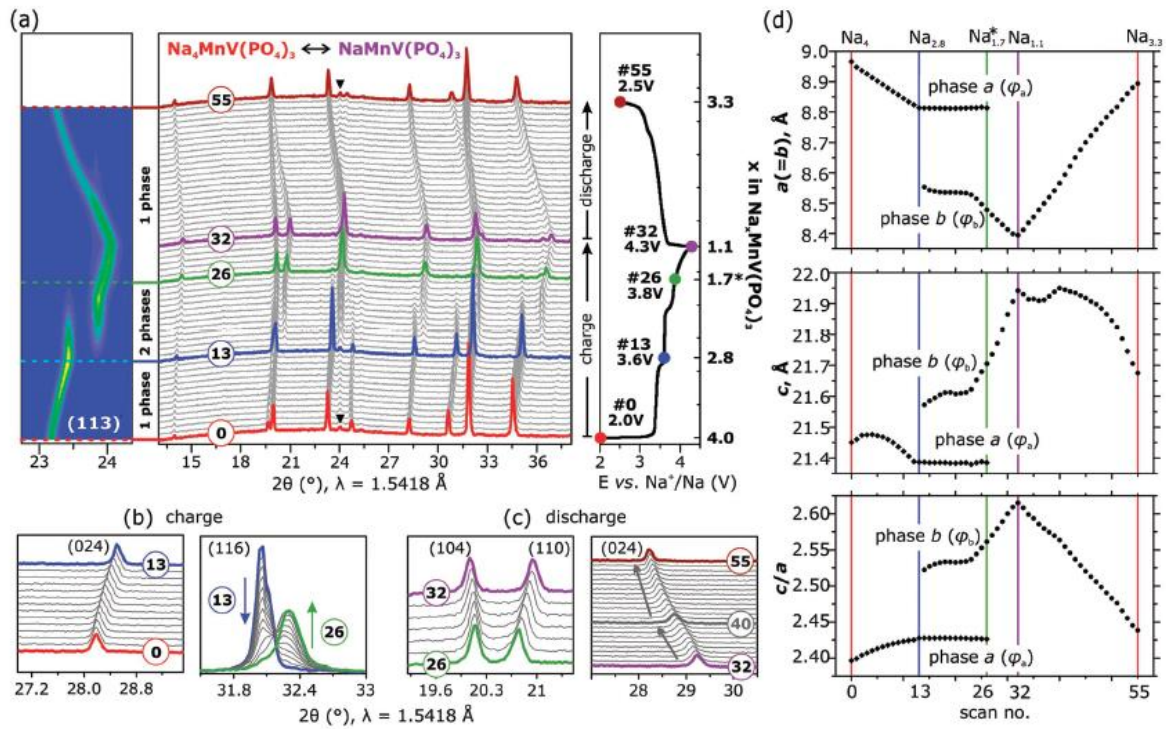 (a)
Na₄MnV(PO₄)₃ ↔ NaMnV(PO₄)₃
55
32
26
13
0
1 phase
2 phases
1 phase
(113)
discharge
charge
#55
2.5V
#32
4.3V
#26
3.8V
#13
3.6V
#0
2.0V
3.3
1.1
1.7*
2.8
4.0
x in NaₓMnV(PO₄)₃
23 24
15 18 21 24 27 30 33 36
2θ (°), λ = 1.5418 Å
2 3 4
E vs. Na⁺/Na (V)
(b) charge
(024)
13
0
27.2 28.0 28.8
(116)
13
26
31.8 32.4 33
(c) discharge
(104) (110)
32
26
19.6 20.3 21
(024)
55
40
32
28 29 30
2θ (°), λ = 1.5418 Å
(d)
Na₄ Na₂.₈ Na*₁.₇ Na₁.₁ Na₃.₃
9.0
8.9
8.8
8.7
8.6
8.5
8.4
a(=b), Å
phase a (φₐ)
phase b (φ_b)
22.0
21.9
21.8
21.7
21.6
21.5
21.4
c, Å
phase b (φ_b)
phase a (φₐ)
2.60
2.55
2.50
2.45
2.40
c/a
phase b (φ_b)
phase a (φₐ)
0 13 26 32 55
scan no.